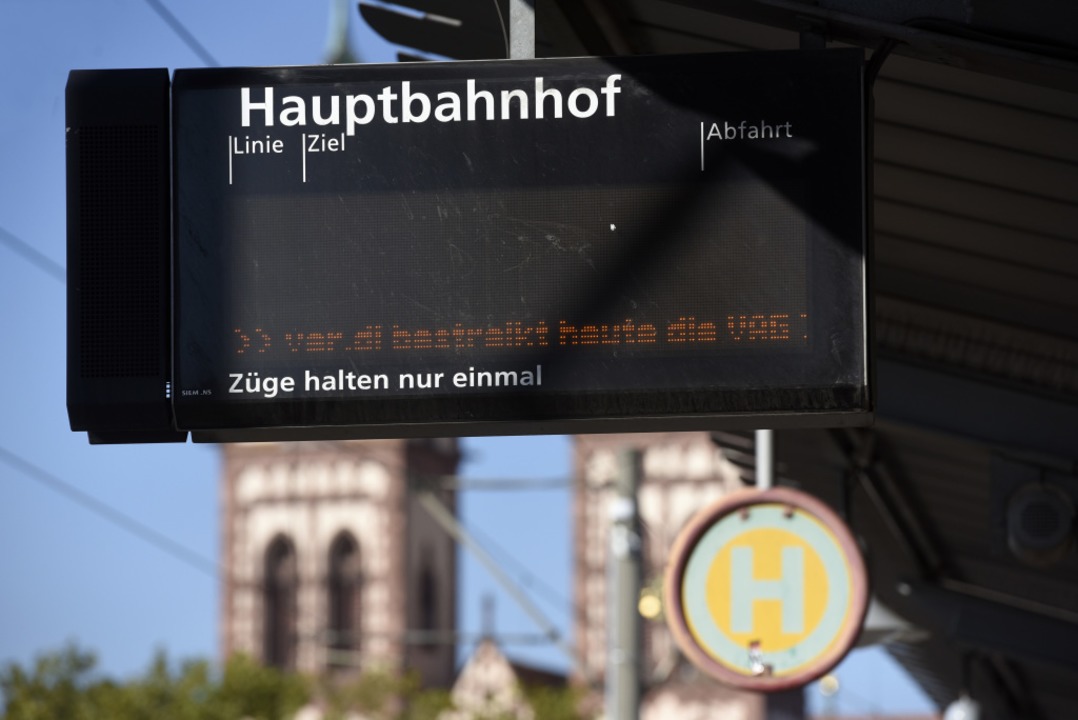 Hauptbahnhof
Linie Ziel Abfahrt
>> ver.di bestreikt heute die VAG
Züge halten nur einmal
H